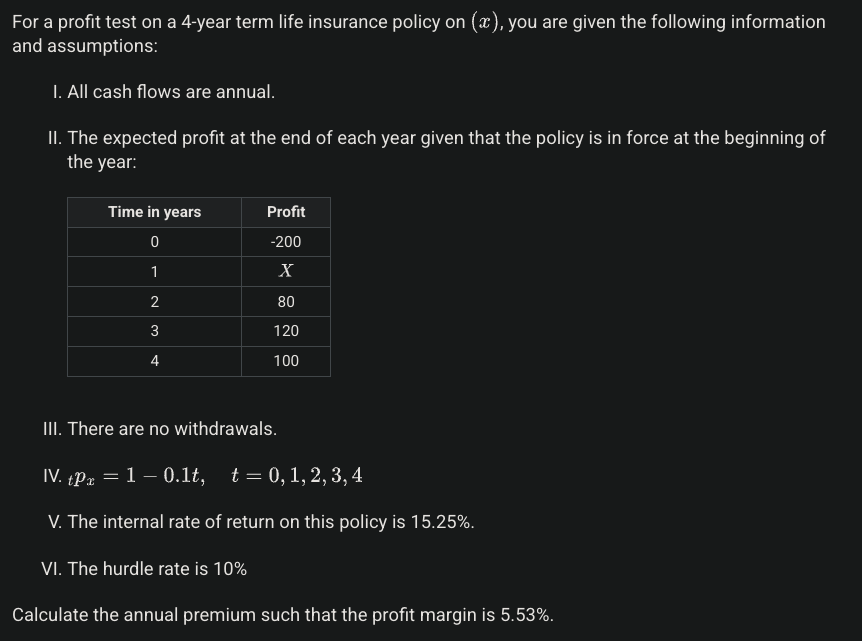 For a profit test on a 4-year term life insurance policy on (x), you are given the following information
and assumptions:
I. All cash flows are annual.
II. The expected profit at the end of each year given that the policy is in force at the beginning of
the year:
Time in years Profit
0 -200
1 X
2 80
3 120
4 100
III. There are no withdrawals.
IV. ₜpₓ = 1 − 0.1t, t = 0, 1, 2, 3, 4
V. The internal rate of return on this policy is 15.25%.
VI. The hurdle rate is 10%
Calculate the annual premium such that the profit margin is 5.53%.